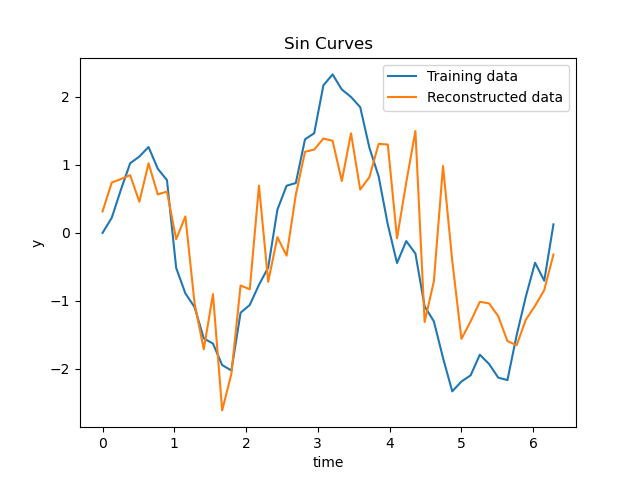 Sin Curves
Training data
Reconstructed data
2
1
0
−1
−2
y
0 1 2 3 4 5 6
time